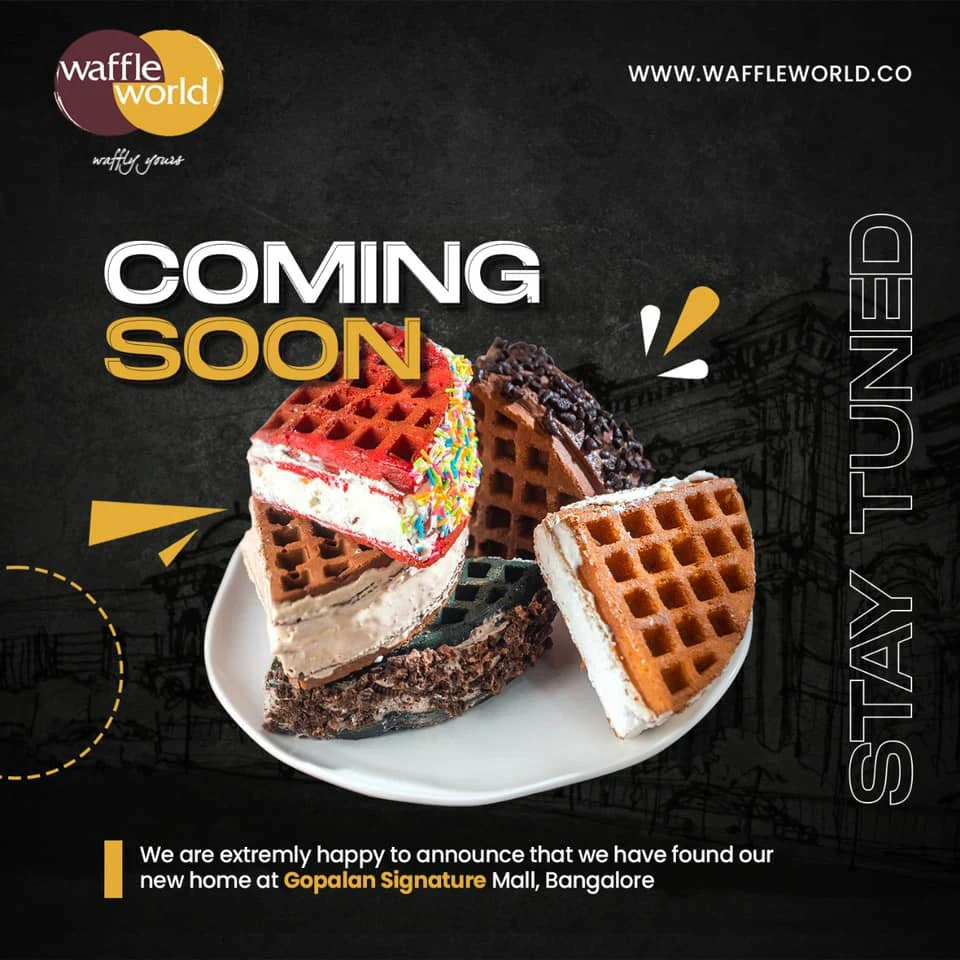 waffle
world
waffly yours
WWW.WAFFLEWORLD.CO
COMING
SOON
STAY TUNED
We are extremly happy to announce that we have found our
new home at Gopalan Signature Mall, Bangalore